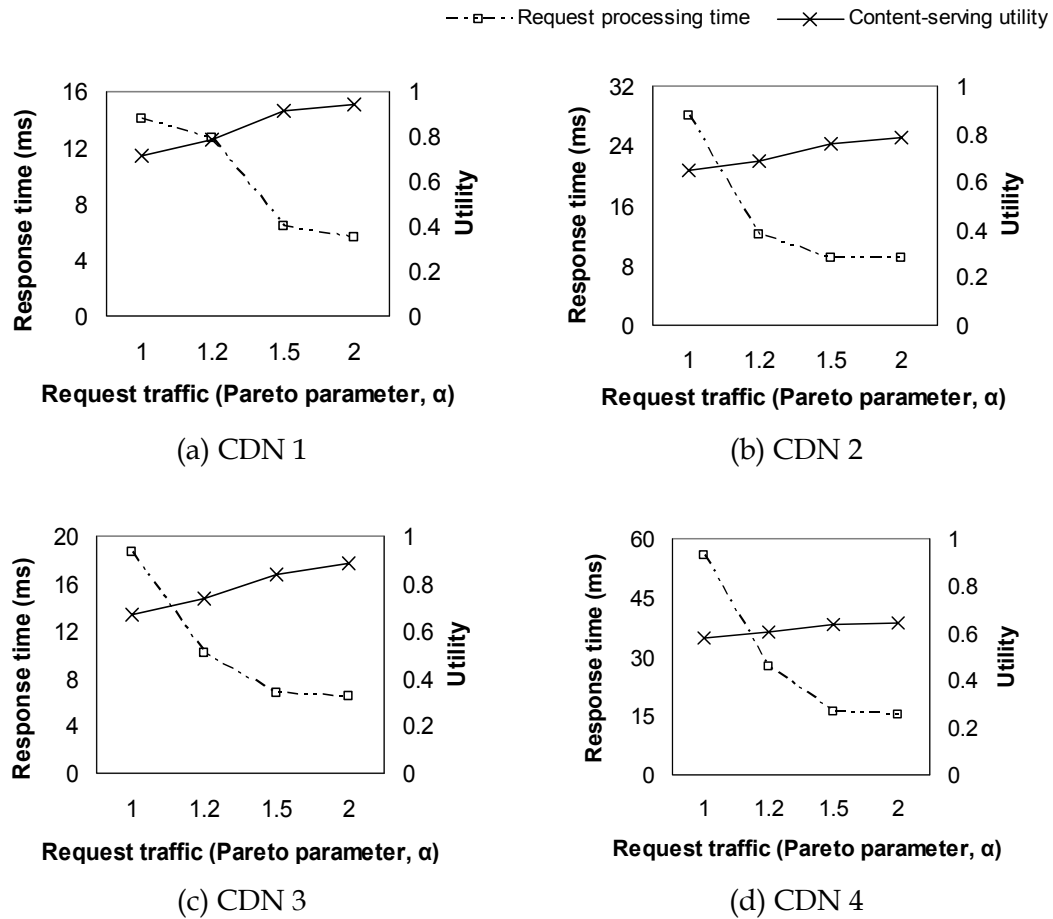 Request processing time Content-serving utility
Response time (ms)
16
12
8
4
0
1
0.8
0.6
0.4
0.2
0
Utility
1 1.2 1.5 2
Request traffic (Pareto parameter, α)
(a) CDN 1
Response time (ms)
32
24
16
8
0
1
0.8
0.6
0.4
0.2
0
Utility
1 1.2 1.5 2
Request traffic (Pareto parameter, α)
(b) CDN 2
Response time (ms)
20
16
12
8
4
0
1
0.8
0.6
0.4
0.2
0
Utility
1 1.2 1.5 2
Request traffic (Pareto parameter, α)
(c) CDN 3
Response time (ms)
60
45
30
15
0
1
0.8
0.6
0.4
0.2
0
Utility
1 1.2 1.5 2
Request traffic (Pareto parameter, α)
(d) CDN 4